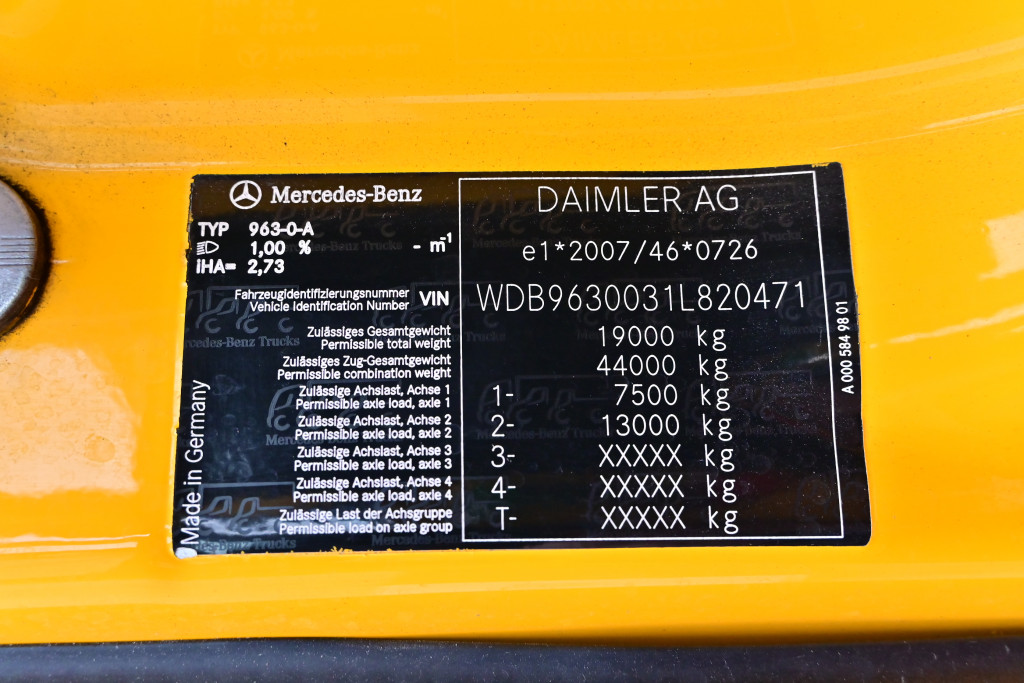 Mercedes-Benz
DAIMLER AG
TYP 963-0-A
1,00 % - m⁻¹
iHA= 2,73
e1*2007/46*0726
Fahrzeugidentifizierungsnummer
Vehicle Identification Number
VIN WDB9630031L820471
Zulässiges Gesamtgewicht
Permissible total weight
19000 kg
Zulässiges Zug-Gesamtgewicht
Permissible combination weight
44000 kg
Zulässige Achslast, Achse 1
Permissible axle load, axle 1
1- 7500 kg
Zulässige Achslast, Achse 2
Permissible axle load, axle 2
2- 13000 kg
Zulässige Achslast, Achse 3
Permissible axle load, axle 3
3- XXXXX kg
Zulässige Achslast, Achse 4
Permissible axle load, axle 4
4- XXXXX kg
Zulässige Last der Achsgruppe
Permissible load on axle group
T- XXXXX kg
Made in Germany
A 000 584 98 01
Mercedes-Benz Trucks